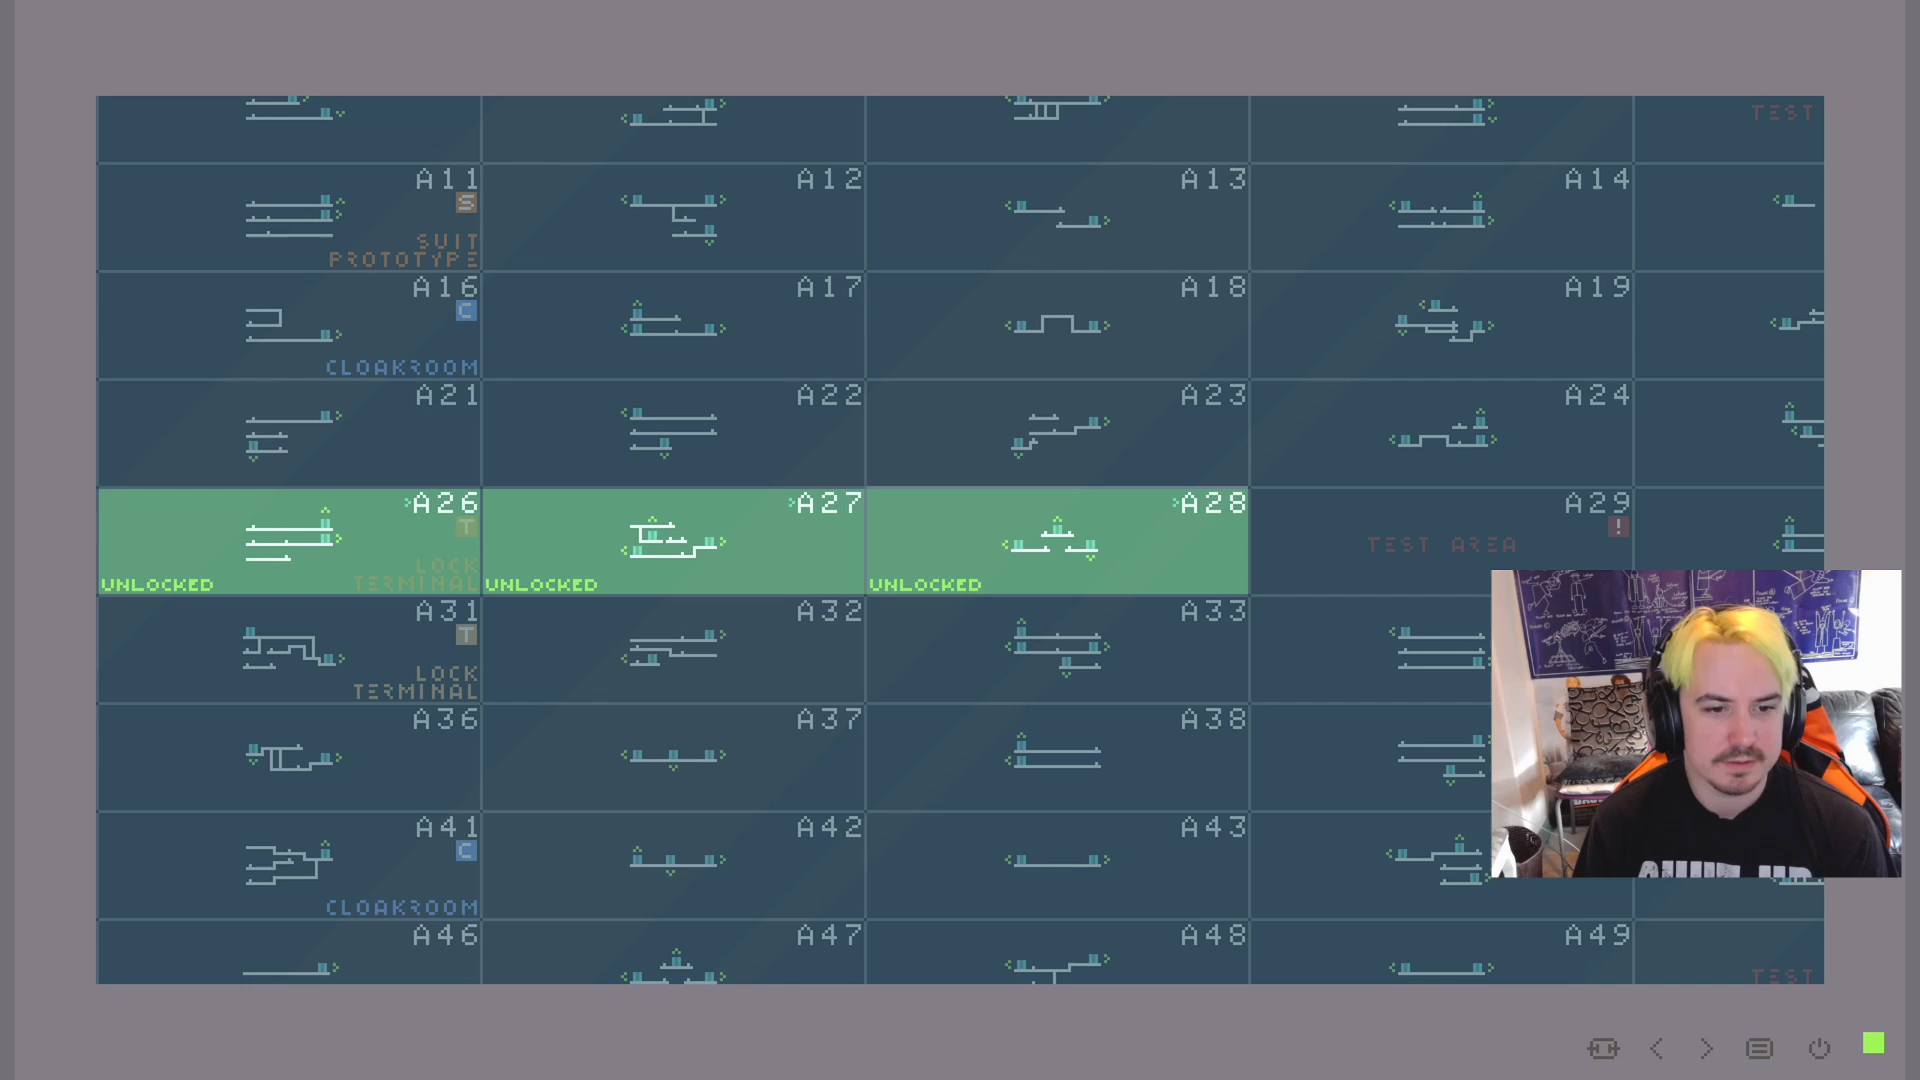 TEST
A11
S
SUIT
PROTOTYPE
A12
A13
A14
A16
C
CLOAKROOM
A17
A18
A19
A21
A22
A23
A24
A26
T
LOCK
TERMINAL
UNLOCKED
A27
UNLOCKED
A28
UNLOCKED
A29
!
TEST AREA
A31
T
LOCK
TERMINAL
A32
A33
A36
A37
A38
A41
C
CLOAKROOM
A42
A43
A46
A47
A48
A49
TEST